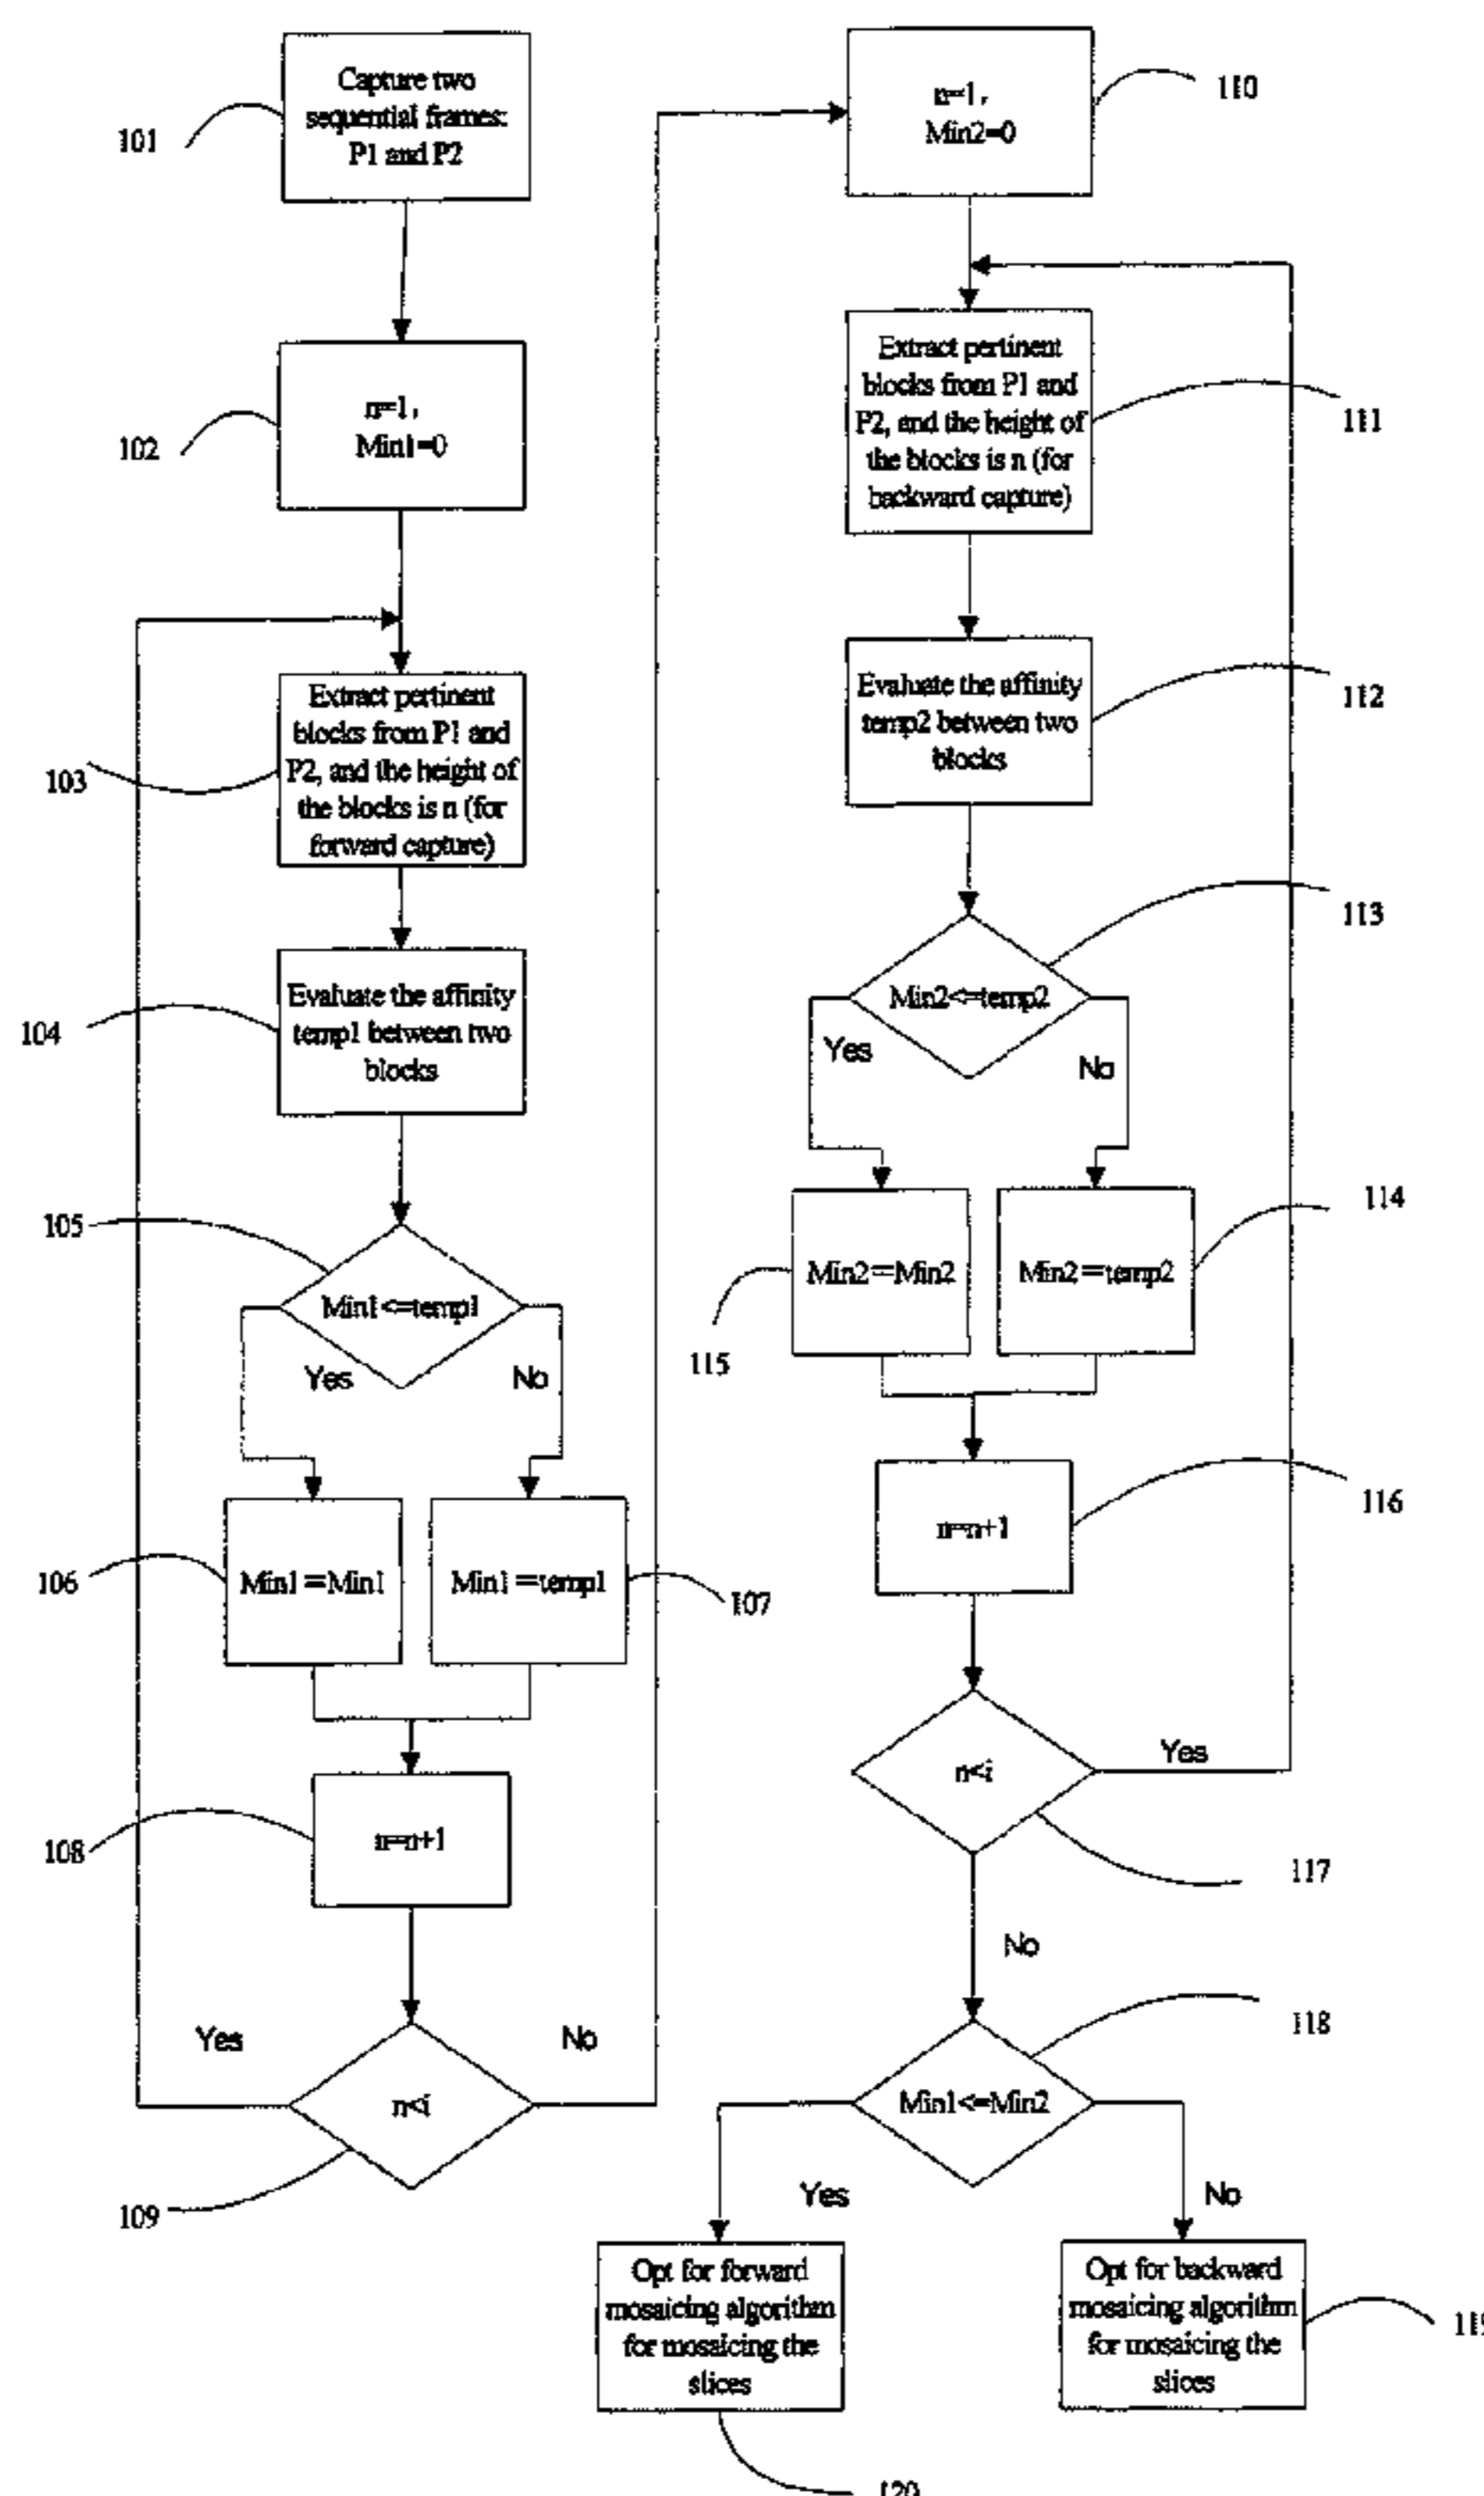 Capture two
sequential frames:
P1 and P2
101
n=1,
Min1=0
102
Extract pertinent
blocks from P1 and
P2, and the height of
the blocks is n (for
forward capture)
103
Evaluate the affinity
temp1 between two
blocks
104
105
Min1<=temp1
Yes
No
106
Min1=Min1
Min1=temp1
107
108
n=n+1
Yes
No
n<i
109
n=1,
Min2=0
110
Extract pertinent
blocks from P1 and
P2, and the height of
the blocks is n (for
backward capture)
111
Evaluate the affinity
temp2 between two
blocks
112
113
Min2<=temp2
Yes
No
114
Min2=Min2
Min2=temp2
115
116
n=n+1
n<i
Yes
117
No
118
Min1<=Min2
Yes
No
Opt for forward
mosaicing algorithm
for mosaicing the
slices
Opt for backward
mosaicing algorithm
for mosaicing the
slices
119
120